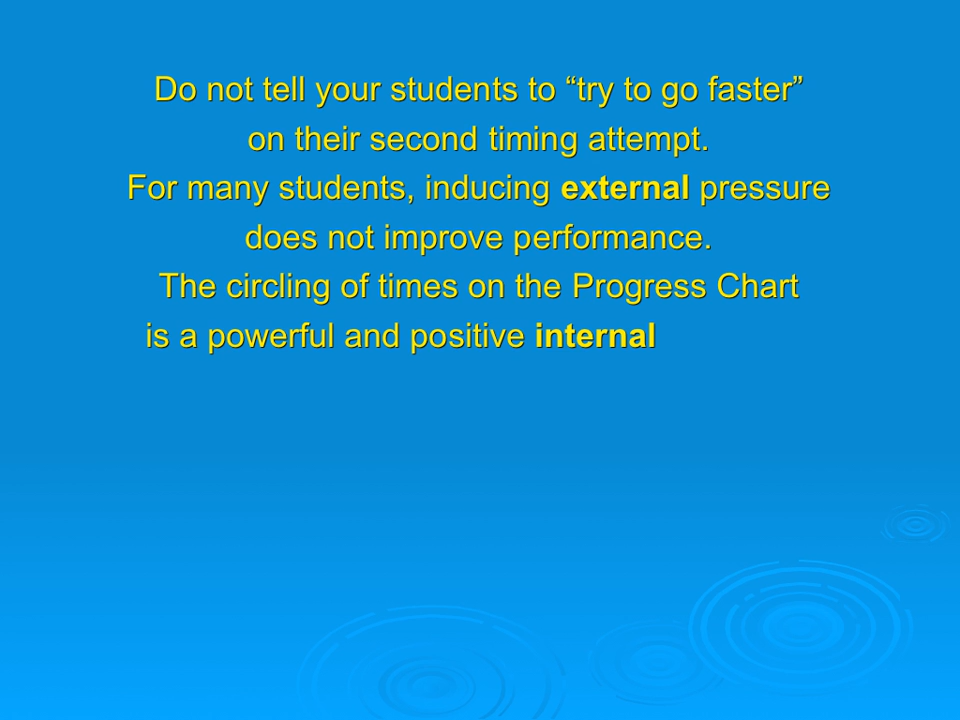 Do not tell your students to “try to go faster”
on their second timing attempt.
For many students, inducing external pressure
does not improve performance.
The circling of times on the Progress Chart
is a powerful and positive internal